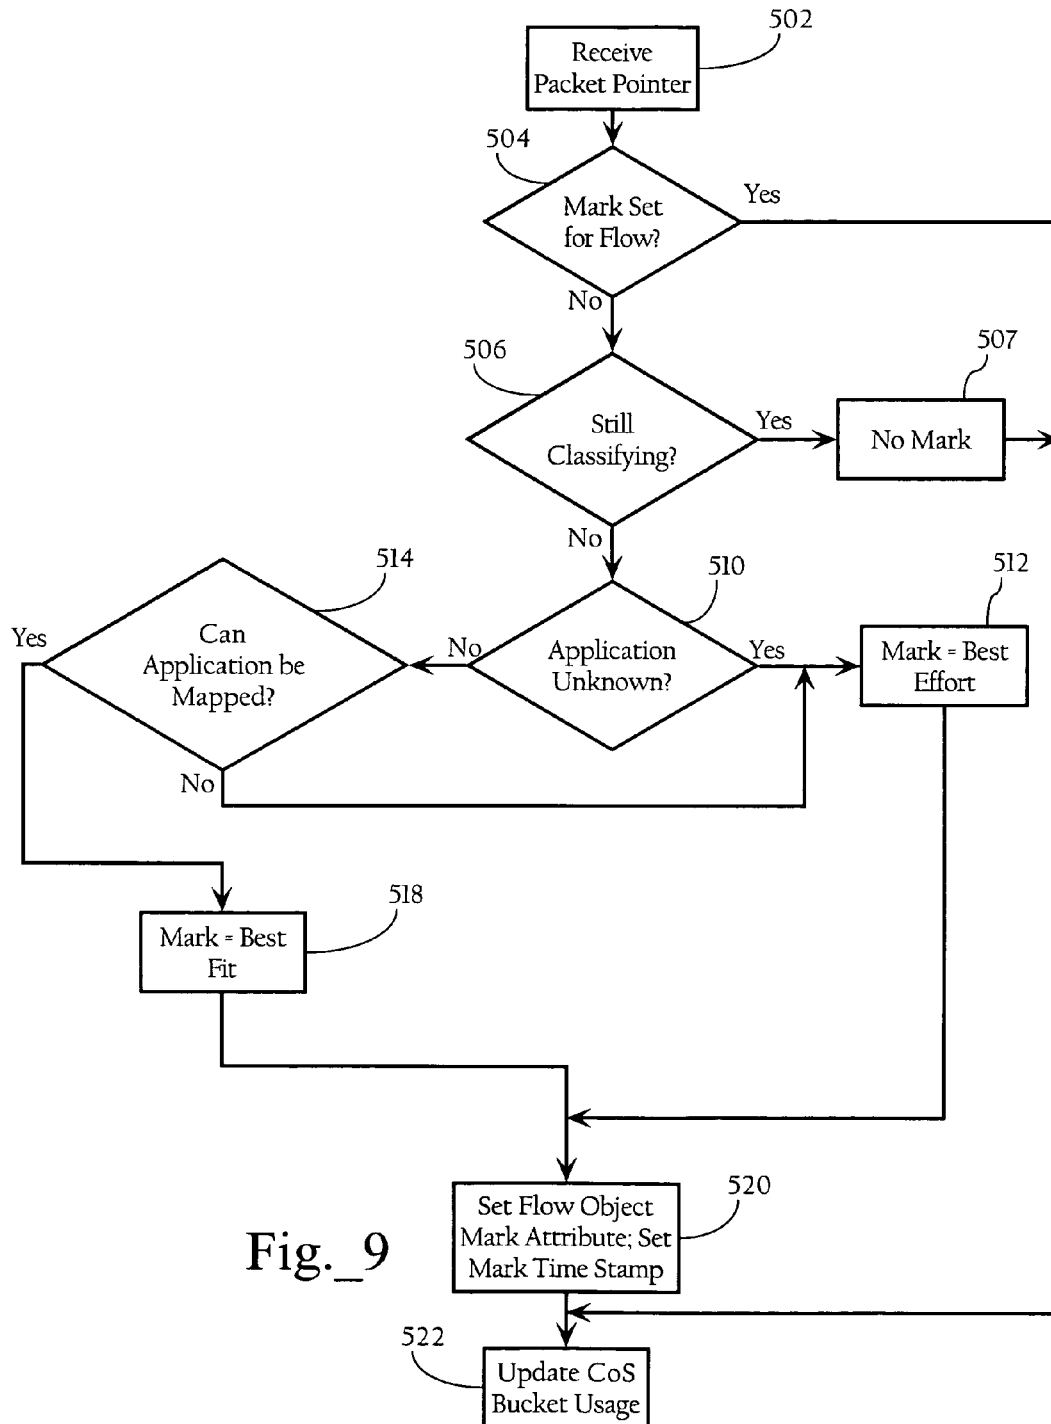 502
Receive
Packet Pointer
504
Mark Set
for Flow?
Yes
No
506
Still
Classifying?
Yes
507
No Mark
No
514
Yes
Can
Application be
Mapped?
No
510
No
Application
Unknown?
Yes
512
Mark = Best
Effort
518
Mark = Best
Fit
520
Set Flow Object
Mark Attribute; Set
Mark Time Stamp
Fig._9
522
Update CoS
Bucket Usage